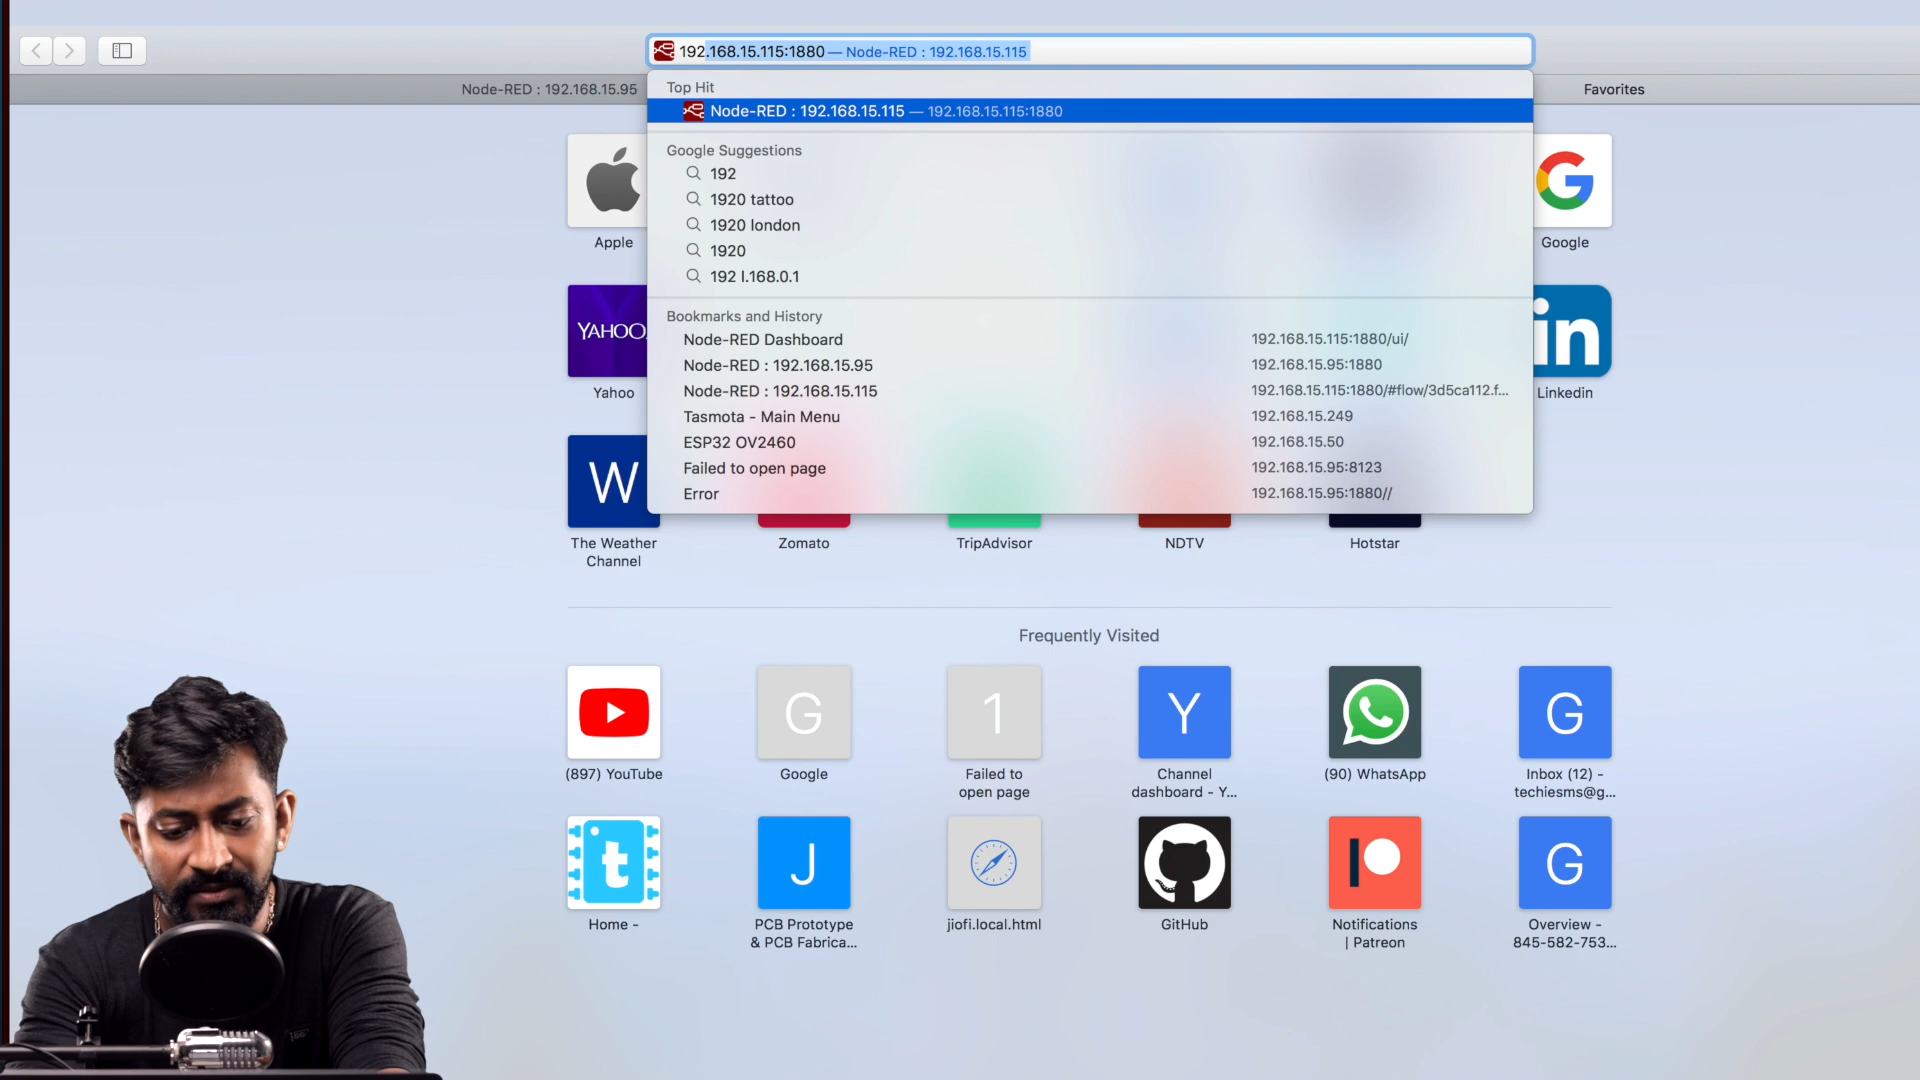 192.168.15.115:1880 — Node-RED : 192.168.15.115
Node-RED : 192.168.15.95
Favorites
Top Hit
Node-RED : 192.168.15.115 — 192.168.15.115:1880
Google Suggestions
192
1920 tattoo
1920 london
1920
192 l.168.0.1
Bookmarks and History
Node-RED Dashboard 192.168.15.115:1880/ui/
Node-RED : 192.168.15.95 192.168.15.95:1880
Node-RED : 192.168.15.115 192.168.15.115:1880/#flow/3d5ca112.f...
Tasmota - Main Menu 192.168.15.249
ESP32 OV2460 192.168.15.50
Failed to open page 192.168.15.95:8123
Error 192.168.15.95:1880//
Apple
Google
YAHOO
in
Yahoo
Linkedin
W
The Weather
Channel
Zomato
TripAdvisor
NDTV
Hotstar
Frequently Visited
G
1
Y
G
(897) YouTube
Google
Failed to
open page
Channel
dashboard - Y...
(90) WhatsApp
Inbox (12) -
techiesms@g...
t
J
G
Home -
PCB Prototype
& PCB Fabrica...
jiofi.local.html
GitHub
Notifications
| Patreon
Overview -
845-582-753...